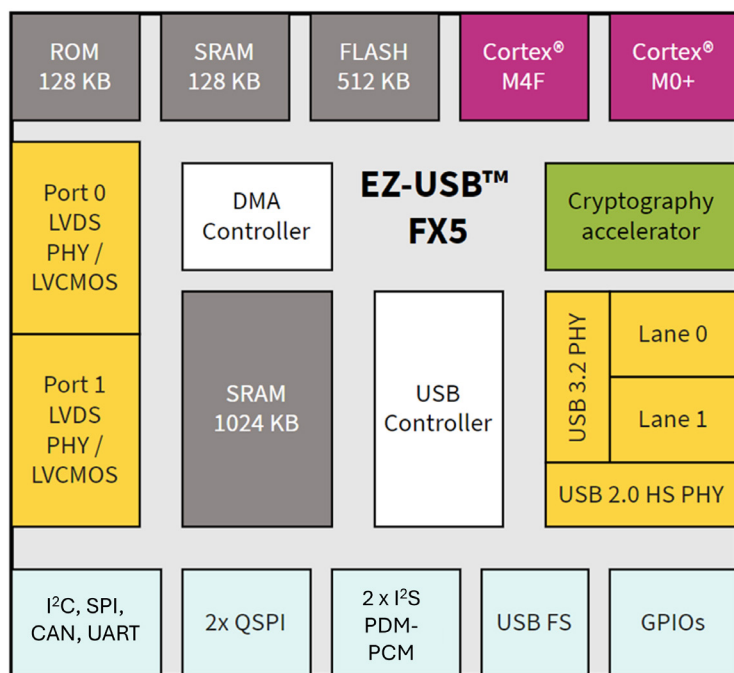 ROM
128 KB
SRAM
128 KB
FLASH
512 KB
Cortex®
M4F
Cortex®
M0+
Port 0
LVDS
PHY /
LVCMOS
DMA
Controller
EZ-USB™
FX5
Cryptography
accelerator
Port 1
LVDS
PHY /
LVCMOS
SRAM
1024 KB
USB
Controller
USB 3.2 PHY
Lane 0
Lane 1
USB 2.0 HS PHY
I²C, SPI,
CAN, UART
2x QSPI
2 x I²S
PDM-
PCM
USB FS
GPIOs